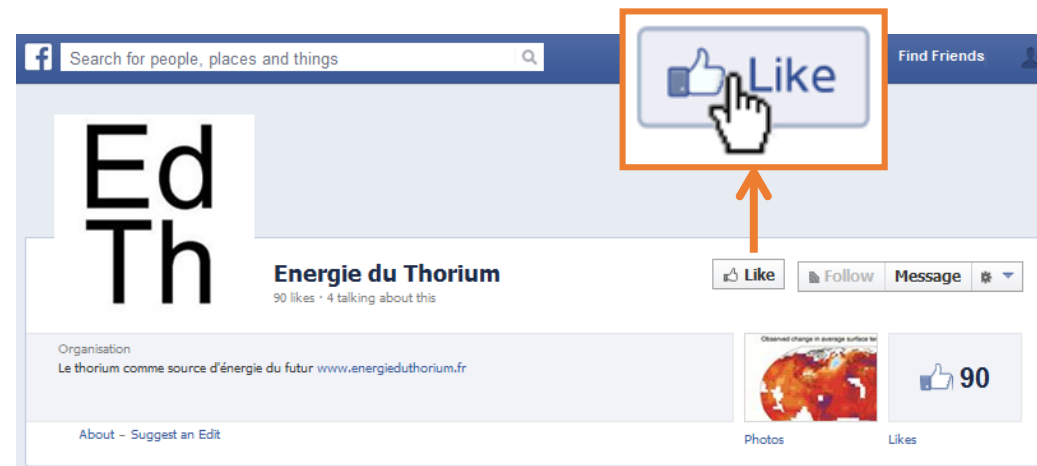 f
Search for people, places and things
Like
Find Friends
Ed
Th
Energie du Thorium
90 likes · 4 talking about this
Like
Follow
Message
Organisation
Le thorium comme source d'énergie du futur www.energieduthorium.fr
Observed change in average surface te
90
About – Suggest an Edit
Photos
Likes